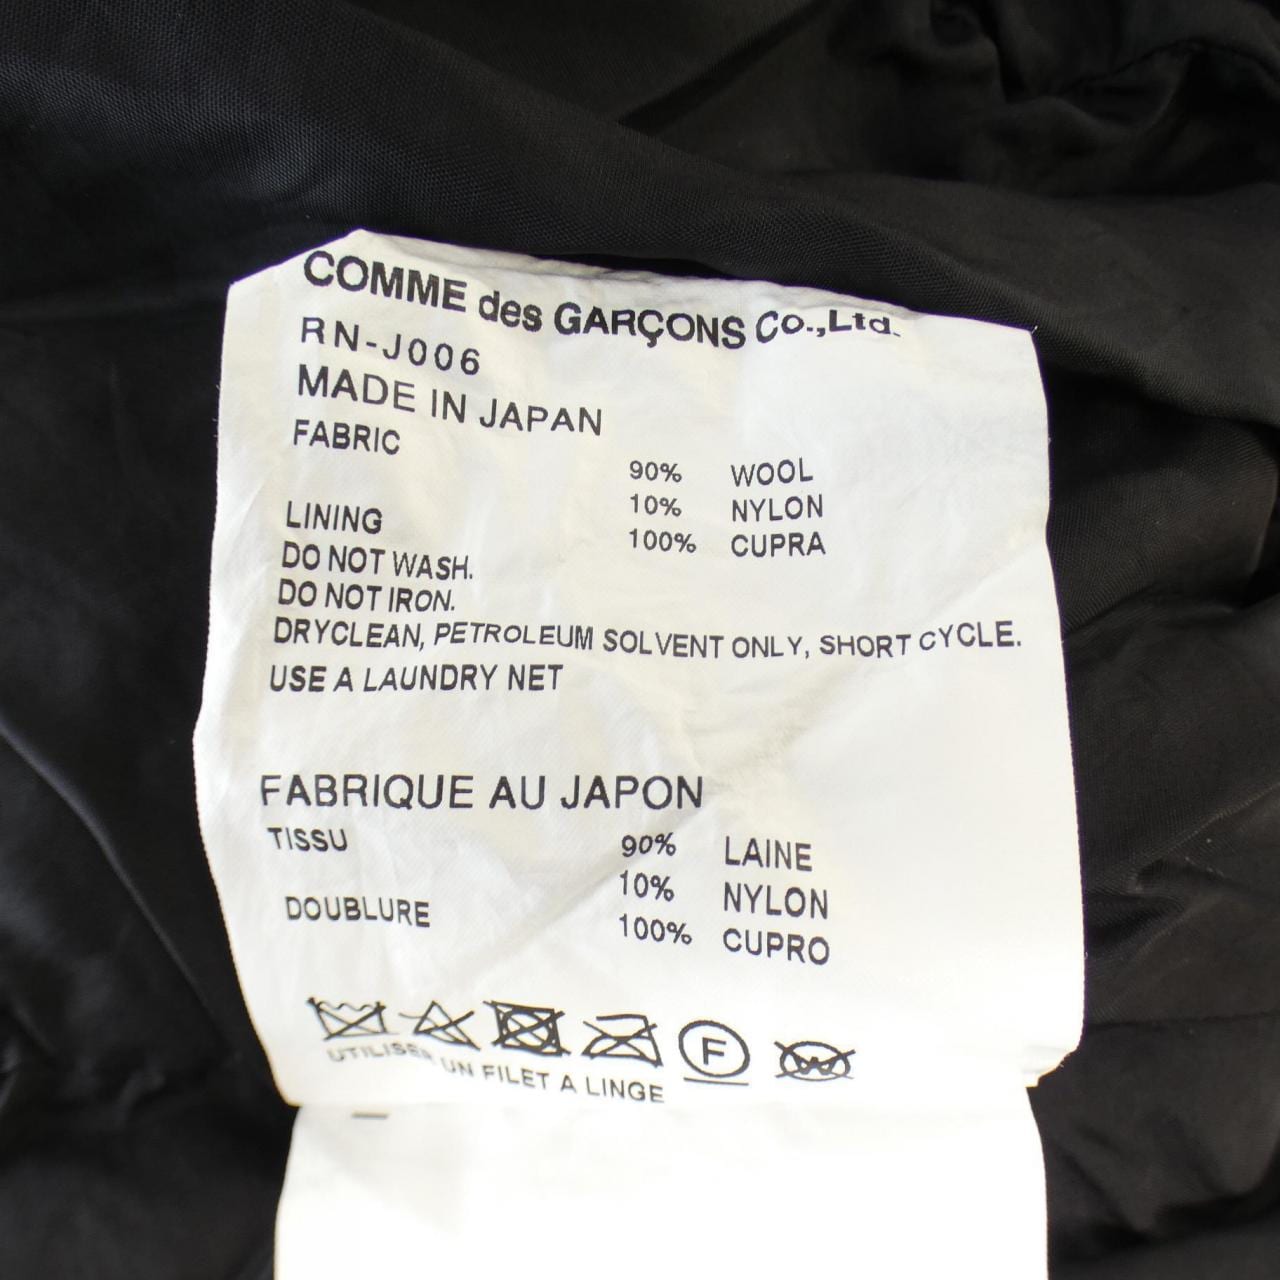 COMME des GARÇONS Co.,Ltd.
RN-J006
MADE IN JAPAN
FABRIC
90% WOOL
10% NYLON
LINING 100% CUPRA
DO NOT WASH.
DO NOT IRON.
DRYCLEAN, PETROLEUM SOLVENT ONLY, SHORT CYCLE.
USE A LAUNDRY NET
FABRIQUE AU JAPON
TISSU 90% LAINE
10% NYLON
DOUBLURE 100% CUPRO
F W
UTILISER UN FILET A LINGE